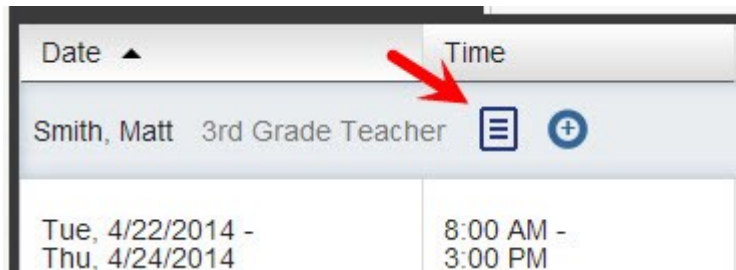 Date Time
Smith, Matt 3rd Grade Teacher
Tue, 4/22/2014 - 8:00 AM -
Thu, 4/24/2014 3:00 PM